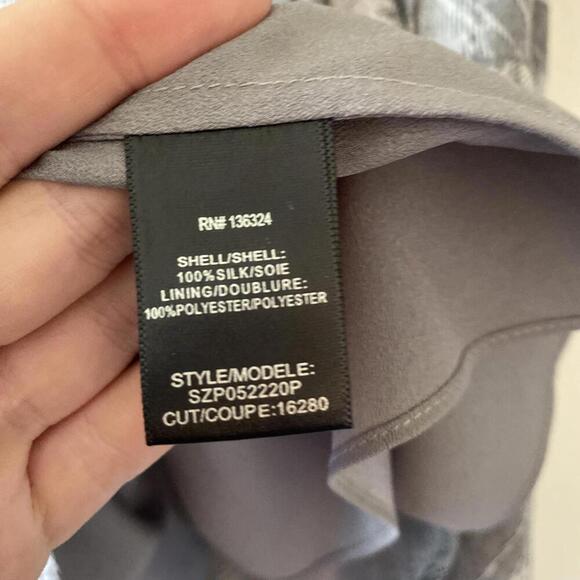 RN# 136324
SHELL/SHELL:
100%SILK/SOIE
LINING/DOUBLURE:
100%POLYESTER/POLYESTER
STYLE/MODELE:
SZP052220P
CUT/COUPE:16280